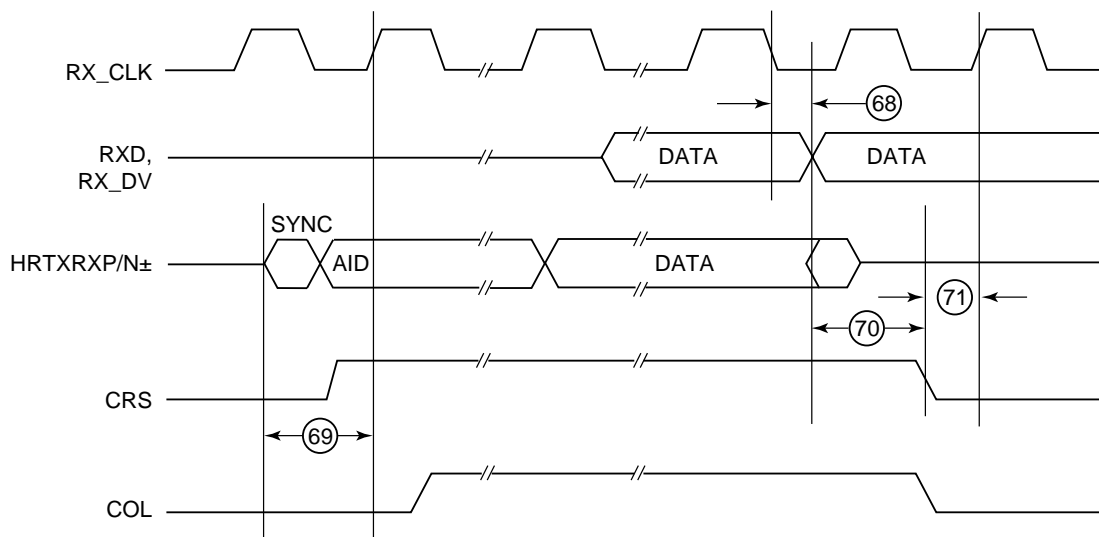 RX_CLK
68
RXD,
RX_DV
DATA
DATA
SYNC
HRTXRXP/N±
AID
DATA
71
70
CRS
69
COL